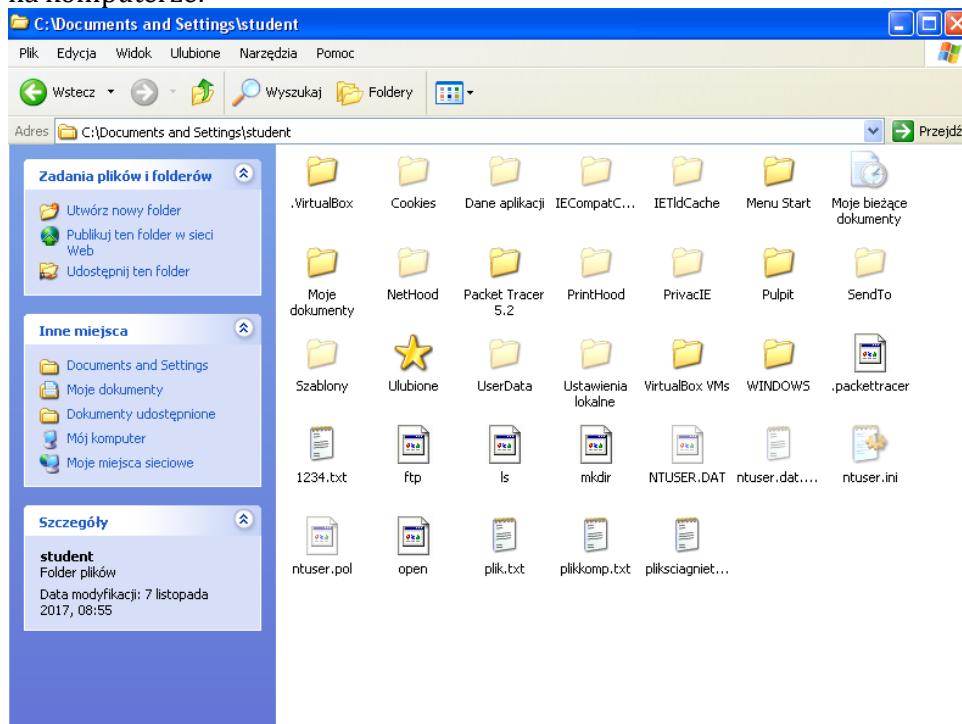 na komputerze.
C:\Documents and Settings\student
Plik Edycja Widok Ulubione Narzędzia Pomoc
Wstecz Wyszukaj Foldery
Adres C:\Documents and Settings\student Przejdź
Zadania plików i folderów
Utwórz nowy folder
Publikuj ten folder w sieci
Web
Udostępnij ten folder
Inne miejsca
Documents and Settings
Moje dokumenty
Dokumenty udostępnione
Mój komputer
Moje miejsca sieciowe
Szczegóły
student
Folder plików
Data modyfikacji: 7 listopada
2017, 08:55
.VirtualBox Cookies Dane aplikacji IECompatC... IETldCache Menu Start Moje bieżące
dokumenty
Moje NetHood Packet Tracer PrintHood PrivacIE Pulpit SendTo
dokumenty 5.2
Szablony Ulubione UserData Ustawienia VirtualBox VMs WINDOWS .packettracer
lokalne
1234.txt ftp ls mkdir NTUSER.DAT ntuser.dat.... ntuser.ini
ntuser.pol open plik.txt plikkomp.txt pliksciagniet...